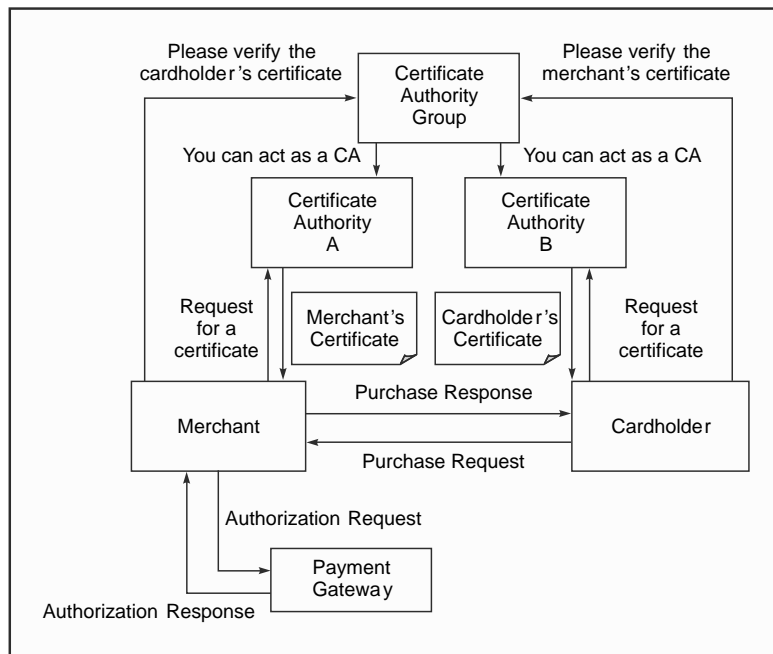 Please verify the
cardholder's certificate
Please verify the
merchant's certificate
Certificate
Authority
Group
You can act as a CA
You can act as a CA
Certificate
Authority
A
Certificate
Authority
B
Request
for a
certificate
Merchant's
Certificate
Cardholder's
Certificate
Request
for a
certificate
Merchant
Purchase Response
Cardholder
Purchase Request
Authorization Request
Payment
Gateway
Authorization Response